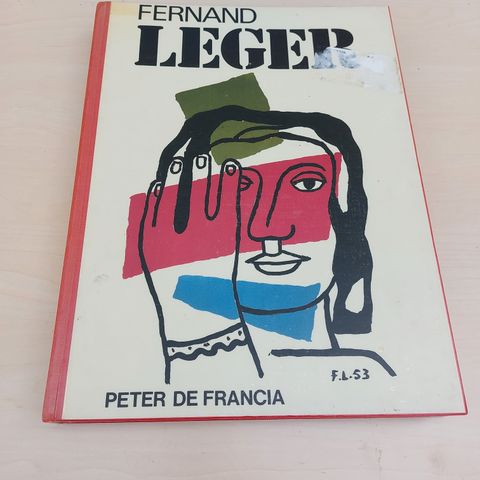 FERNAND
LEGER
F.L.53
PETER DE FRANCIA